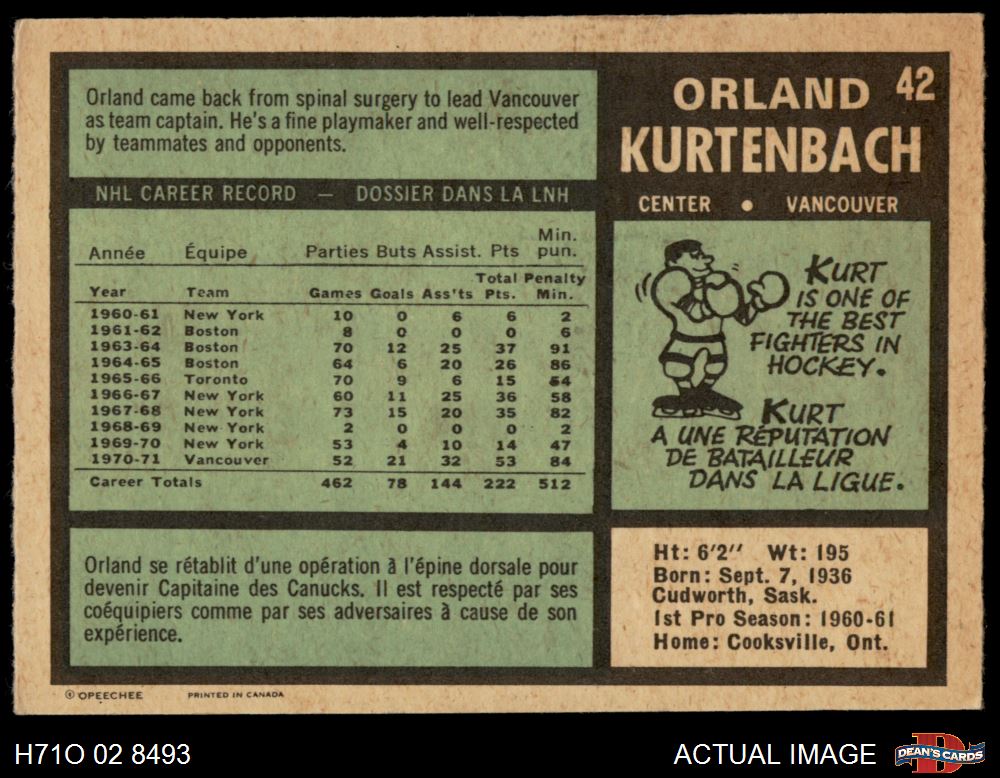 Orland came back from spinal surgery to lead Vancouver
as team captain. He's a fine playmaker and well-respected
by teammates and opponents.
NHL CAREER RECORD — DOSSIER DANS LA LNH
Année Équipe Parties Buts Assist. Pts Min. pun.
Year Team Games Goals Ass'ts Total Pts. Penalty Min.
1960-61 New York 10 0 6 6 2
1961-62 Boston 8 0 0 0 6
1963-64 Boston 70 12 25 37 91
1964-65 Boston 64 6 20 26 86
1965-66 Toronto 70 9 6 15 54
1966-67 New York 60 11 25 36 58
1967-68 New York 73 15 20 35 82
1968-69 New York 2 0 0 0 2
1969-70 New York 53 4 10 14 47
1970-71 Vancouver 52 21 32 53 84
Career Totals 462 78 144 222 512
Orland se rétablit d'une opération à l'épine dorsale pour
devenir Capitaine des Canucks. Il est respecté par ses
coéquipiers comme par ses adversaires à cause de son
expérience.
ORLAND 42
KURTENBACH
CENTER • VANCOUVER
KURT
IS ONE OF
THE BEST
FIGHTERS IN
HOCKEY.
KURT
A UNE RÉPUTATION
DE BATAILLEUR
DANS LA LIGUE.
Ht: 6'2" Wt: 195
Born: Sept. 7, 1936
Cudworth, Sask.
1st Pro Season: 1960-61
Home: Cooksville, Ont.
© OPEECHEE PRINTED IN CANADA
H71O 02 8493
ACTUAL IMAGE
DEAN'S CARDS